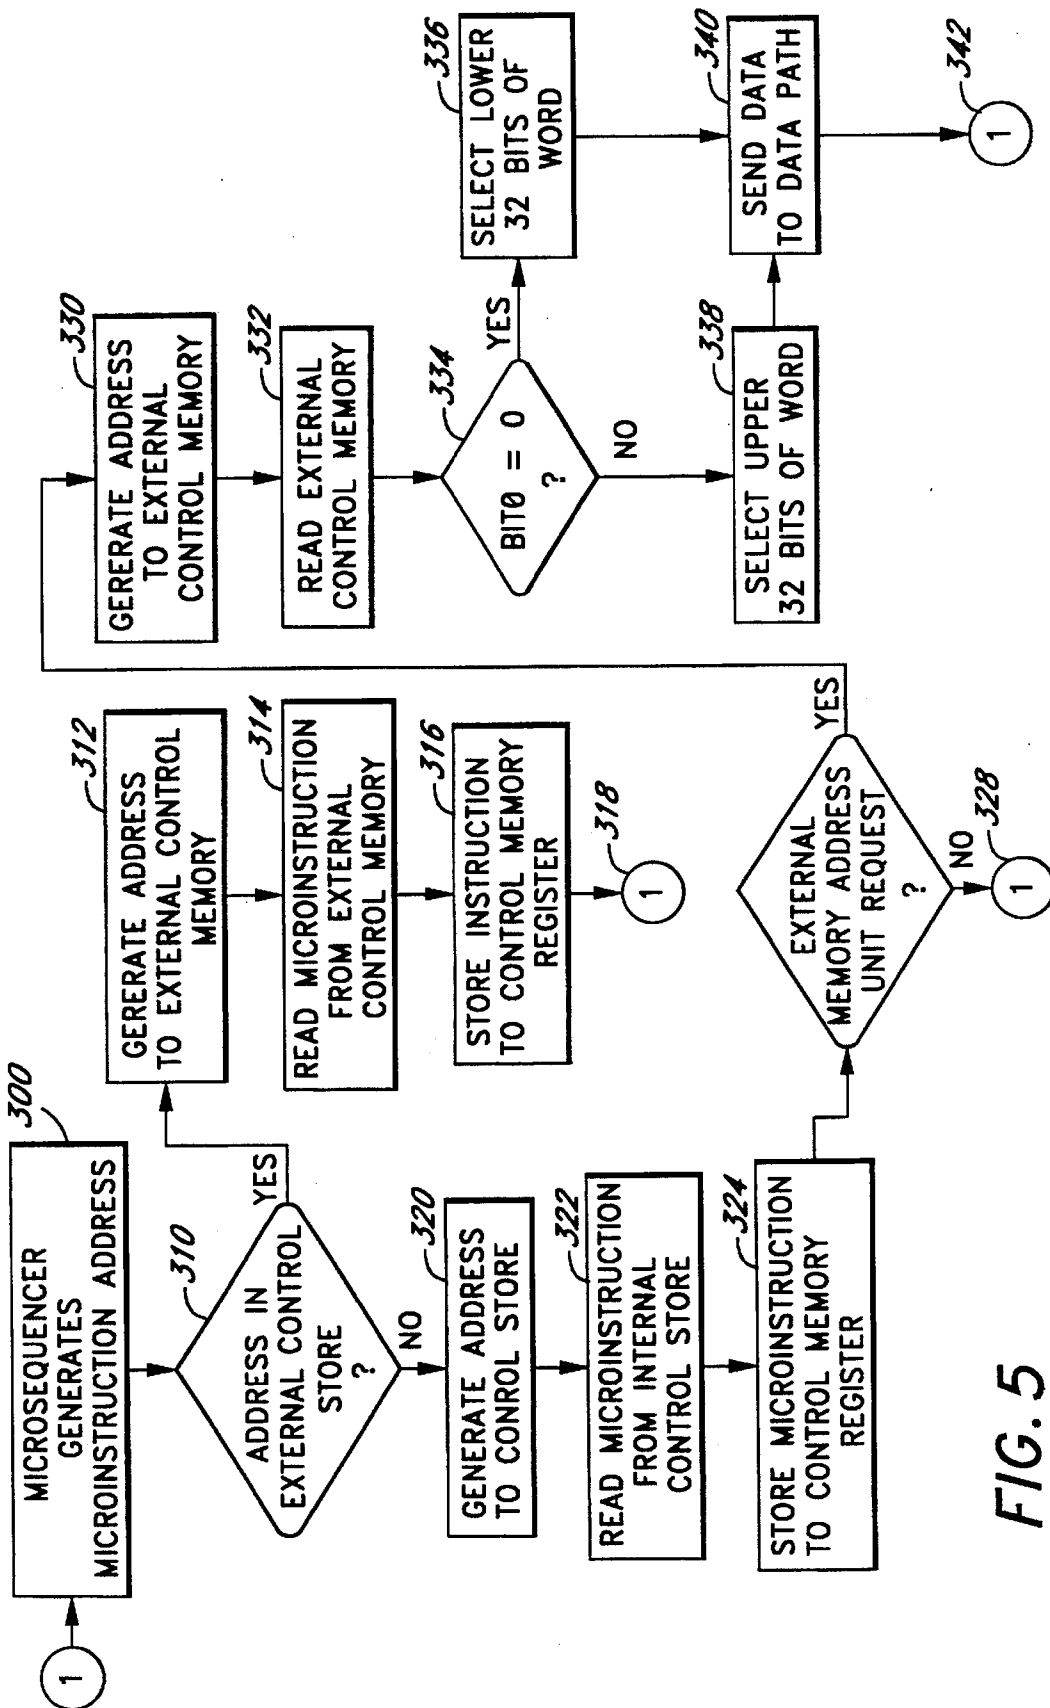 1
300
MICROSEQUENCER
GENERATES
MICROINSTRUCTION ADDRESS
310
ADDRESS IN
EXTERNAL CONTROL
STORE
?
YES
NO
312
GERERATE ADDRESS
TO EXTERNAL CONTROL
MEMORY
314
READ MICROINSTRUCTION
FROM EXTERNAL
CONTROL MEMORY
316
STORE INSTRUCTION
TO CONTROL MEMORY
REGISTER
318
1
320
GENERATE ADDRESS
TO CONROL STORE
322
READ MICROINSTRUCTION
FROM INTERNAL
CONTROL STORE
324
STORE MICROINSTRUCTION
TO CONTROL MEMORY
REGISTER
EXTERNAL
MEMORY ADDRESS
UNIT REQUEST
?
YES
NO
328
1
330
GERERATE ADDRESS
TO EXTERNAL
CONTROL MEMORY
332
READ EXTERNAL
CONTROL MEMORY
334
BIT0 = 0
?
YES
NO
336
SELECT LOWER
32 BITS OF
WORD
338
SELECT UPPER
32 BITS OF WORD
340
SEND DATA
TO DATA PATH
342
1
FIG. 5